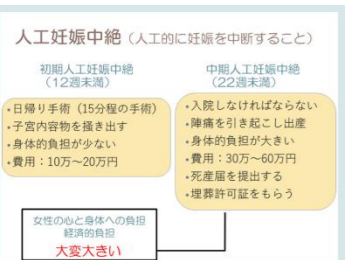 人工妊娠中絶（人工的に妊娠を中断すること）
初期人工妊娠中絶
（12週未満）
・日帰り手術（15分程の手術）
・子宮内容物を掻き出す
・身体的負担が少ない
・費用：10万～20万円
中期人工妊娠中絶
（22週未満）
・入院しなければならない
・陣痛を引き起こし出産
・身体的負担が大きい
・費用：30万～60万円
・死産届を提出する
・埋葬許可証をもらう
女性の心と身体への負担
経済的負担
大変大きい